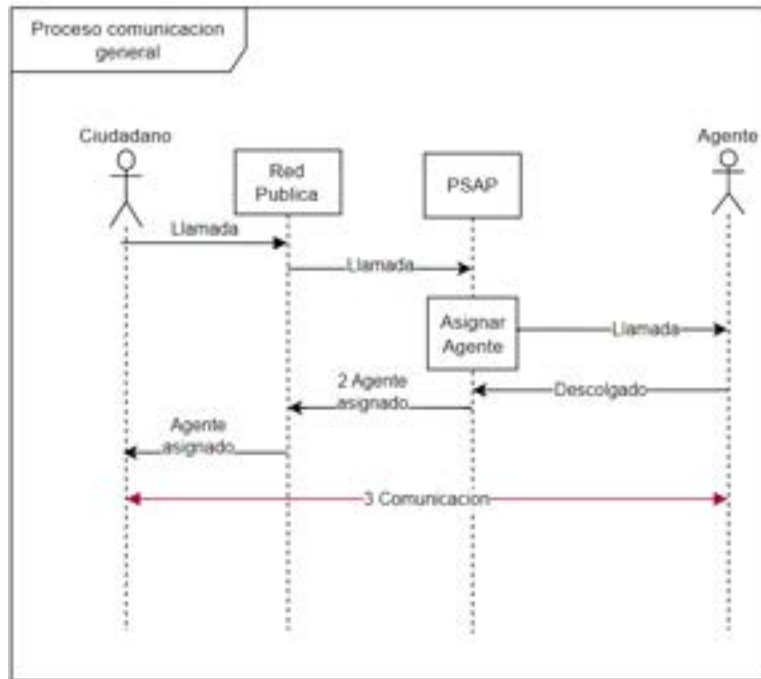 Proceso comunicacion
general
Ciudadano
Red
Publica
PSAP
Agente
Llamada
Llamada
Asignar
Agente
Llamada
Descolgado
2 Agente
asignado
Agente
asignado
3 Comunicacion